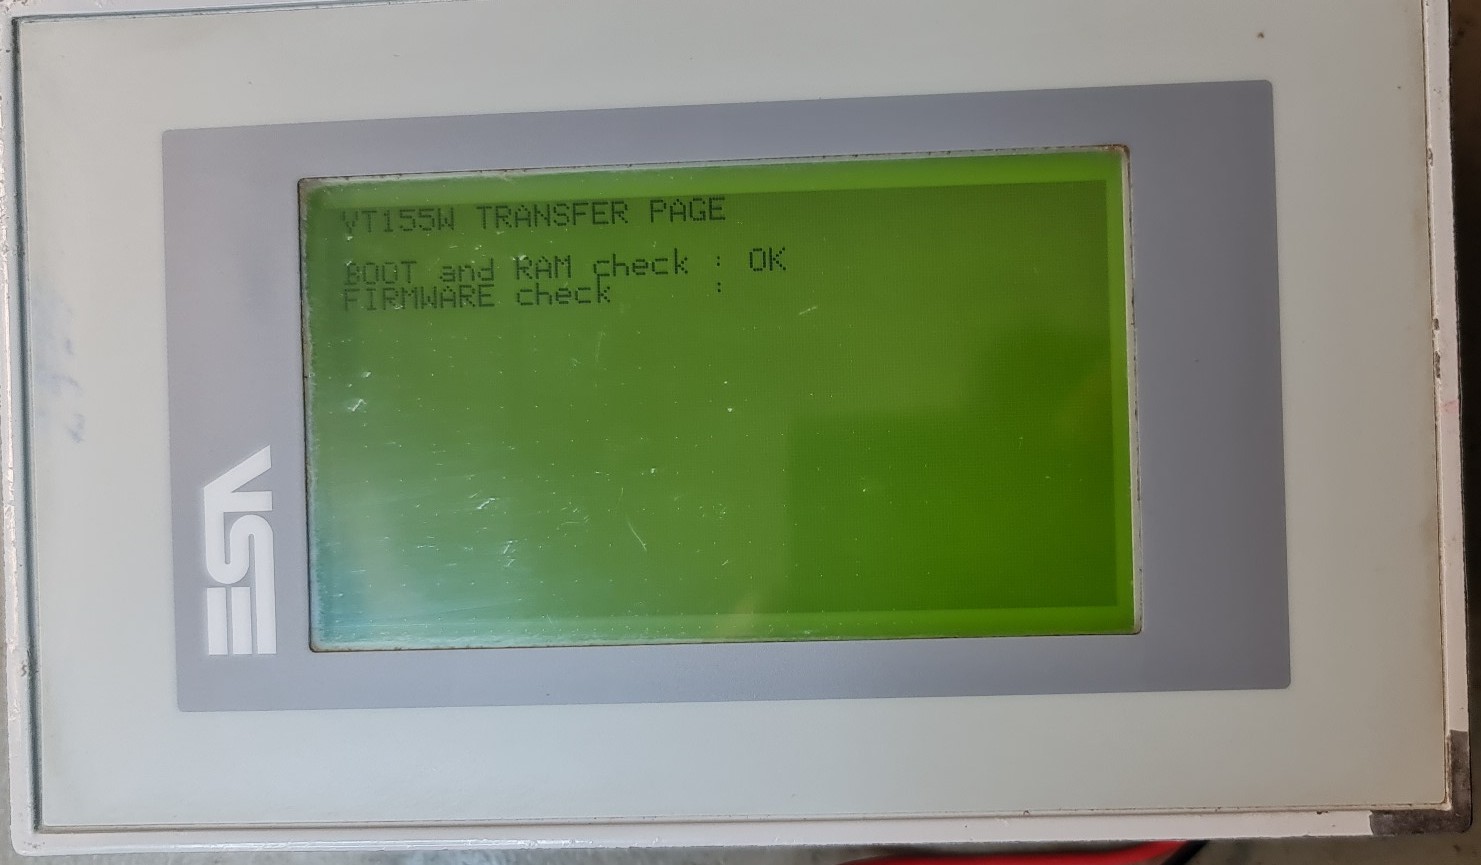 VT155W TRANSFER PAGE
BOOT and RAM check : OK
FIRMWARE check :
ESA